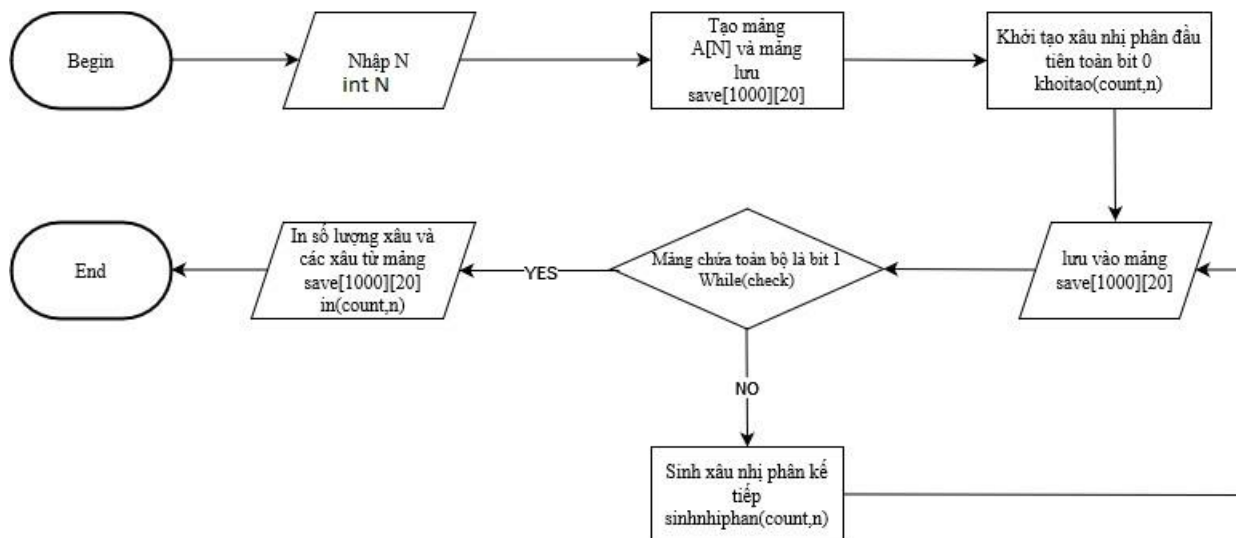 Begin
Nhập N
int N
Tạo mảng
A[N] và mảng
lưu
save[1000][20]
Khởi tạo xâu nhị phân đầu
tiên toàn bit 0
khoitao(count,n)
lưu vào mảng
save[1000][20]
Mảng chứa toàn bộ là bit 1
While(check)
YES
In số lượng xâu và
các xâu từ mảng
save[1000][20]
in(count,n)
End
NO
Sinh xâu nhị phân kế
tiếp
sinhnhiphan(count,n)